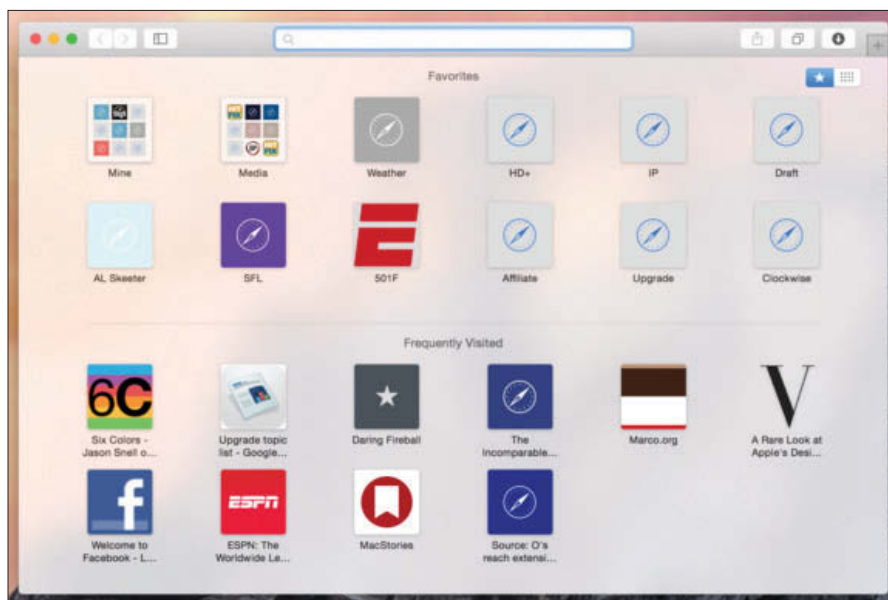 Favorites
Mine
Media
Weather
HD+
IP
Draft
AL Skeeter
SFL
501F
Affiliate
Upgrade
Clockwise
Frequently Visited
6C
V
Six Colors -
Jason Snell o...
Upgrade topic
list - Google...
Daring Fireball
The
Incomparable...
Marco.org
A Rare Look at
Apple's Desi...
f
ESPN
Welcome to
Facebook - L...
ESPN: The
Worldwide Le...
MacStories
Source: O's
reach extensi...